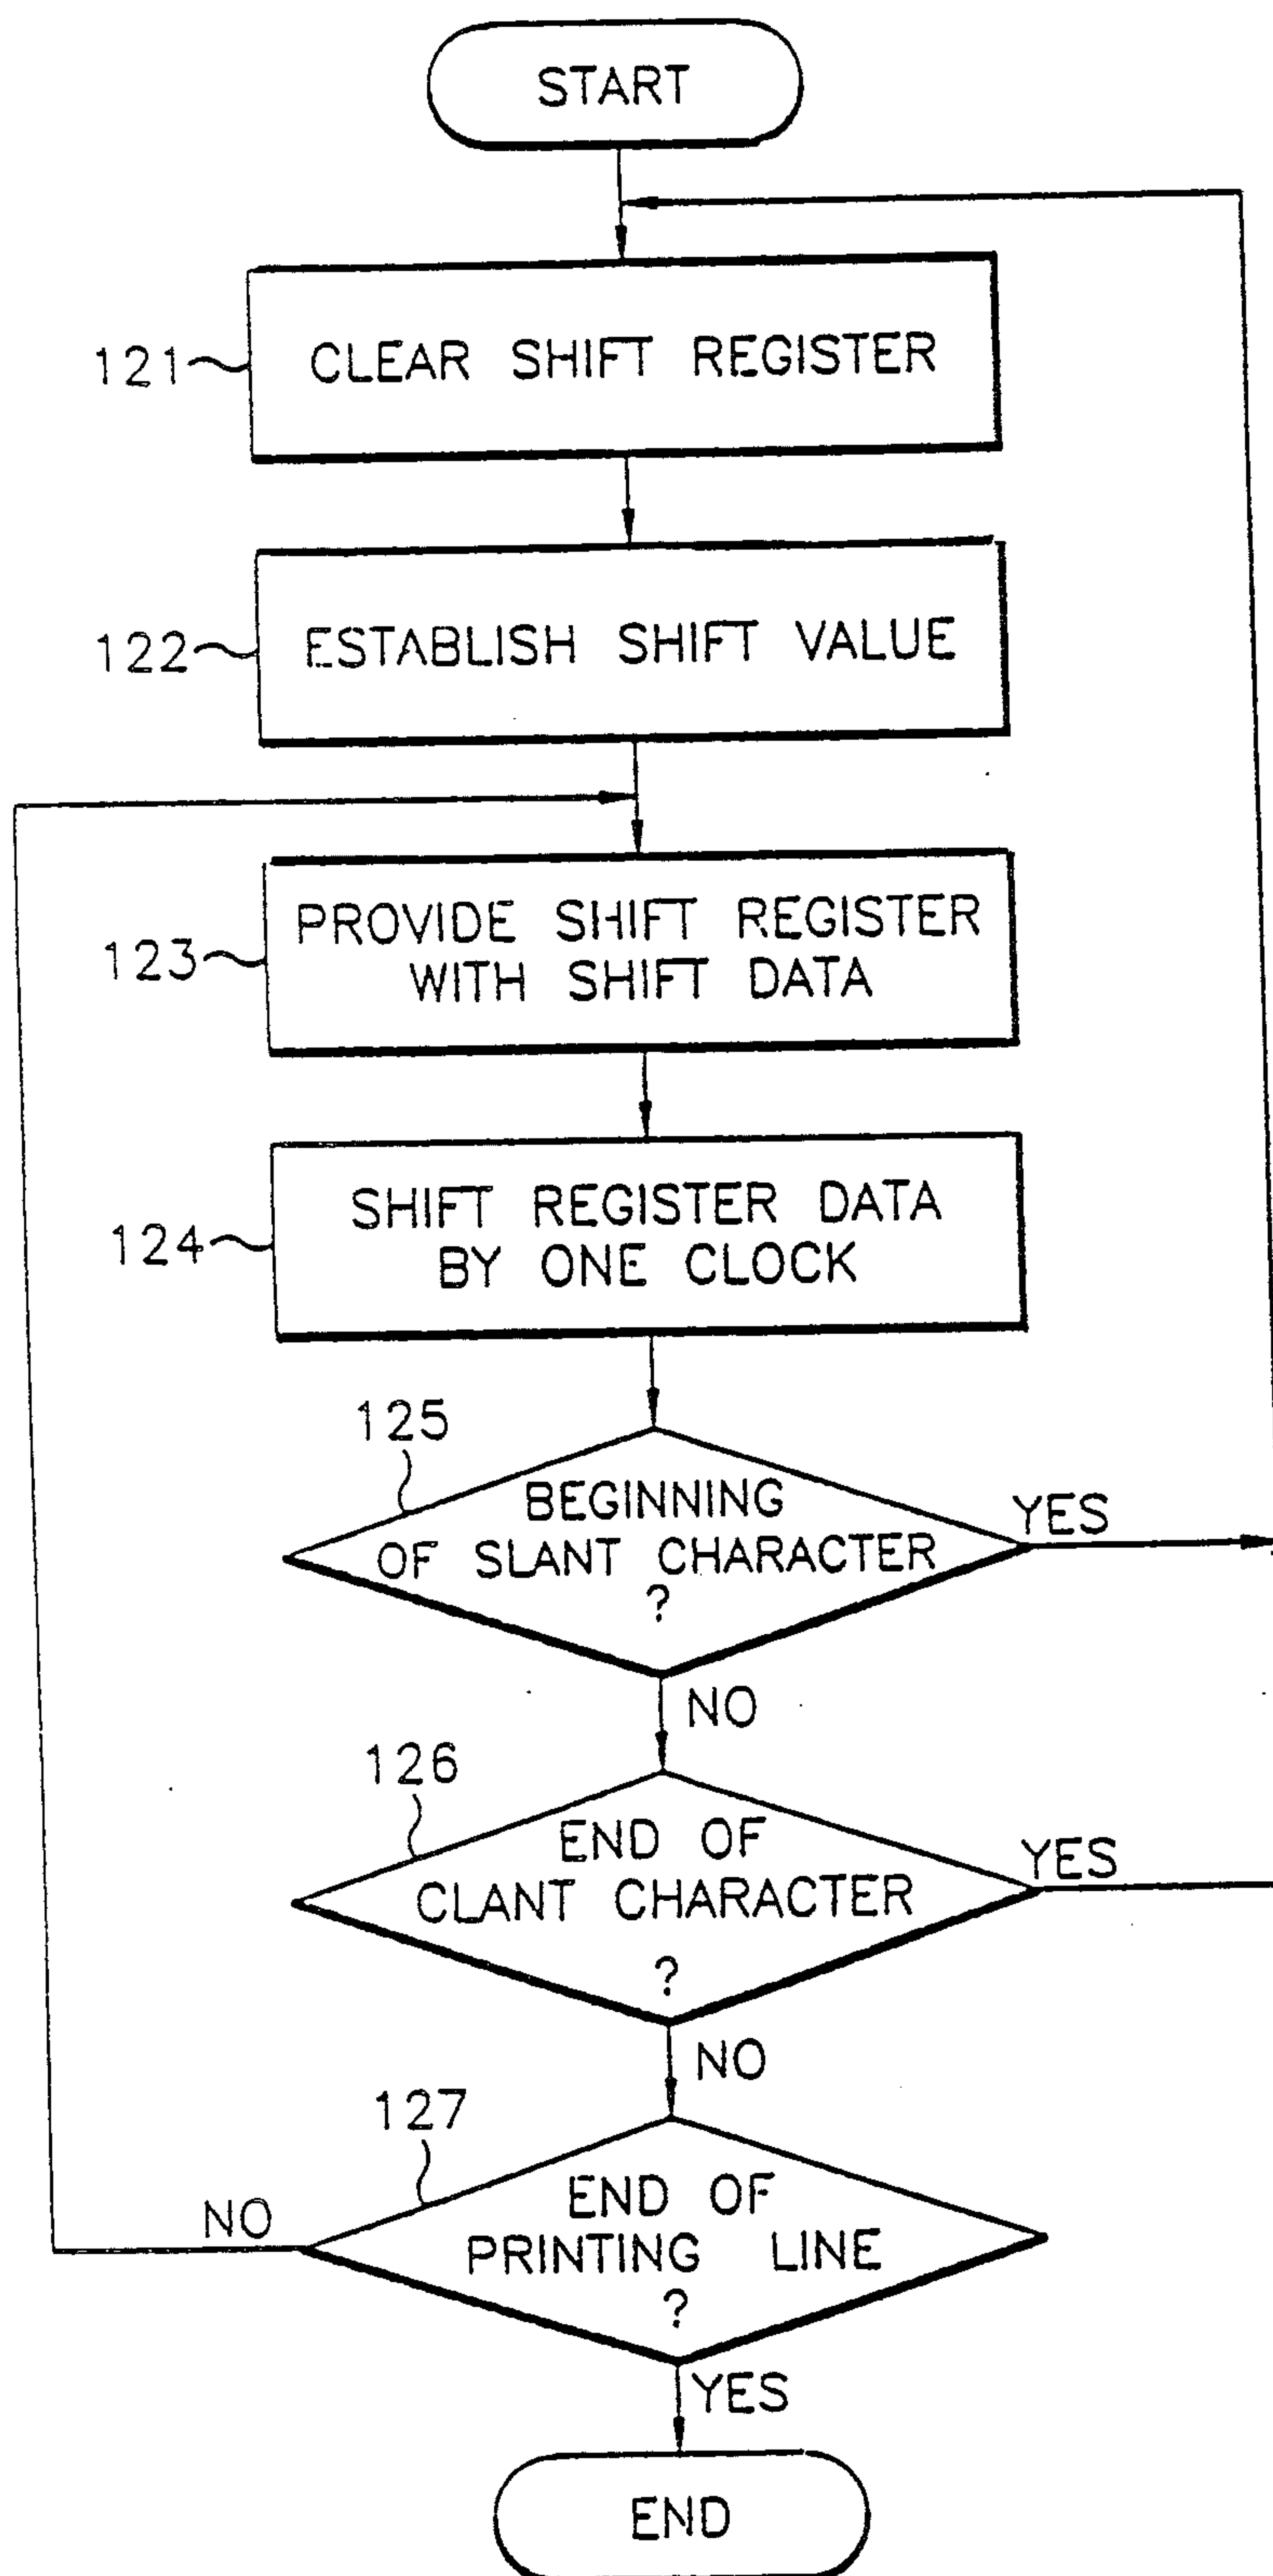 START
121
CLEAR SHIFT REGISTER
122
ESTABLISH SHIFT VALUE
123
PROVIDE SHIFT REGISTER
WITH SHIFT DATA
124
SHIFT REGISTER DATA
BY ONE CLOCK
125
BEGINNING
OF SLANT CHARACTER
?
YES
NO
126
END OF
CLANT CHARACTER
?
YES
NO
127
END OF
PRINTING LINE
?
NO
YES
END